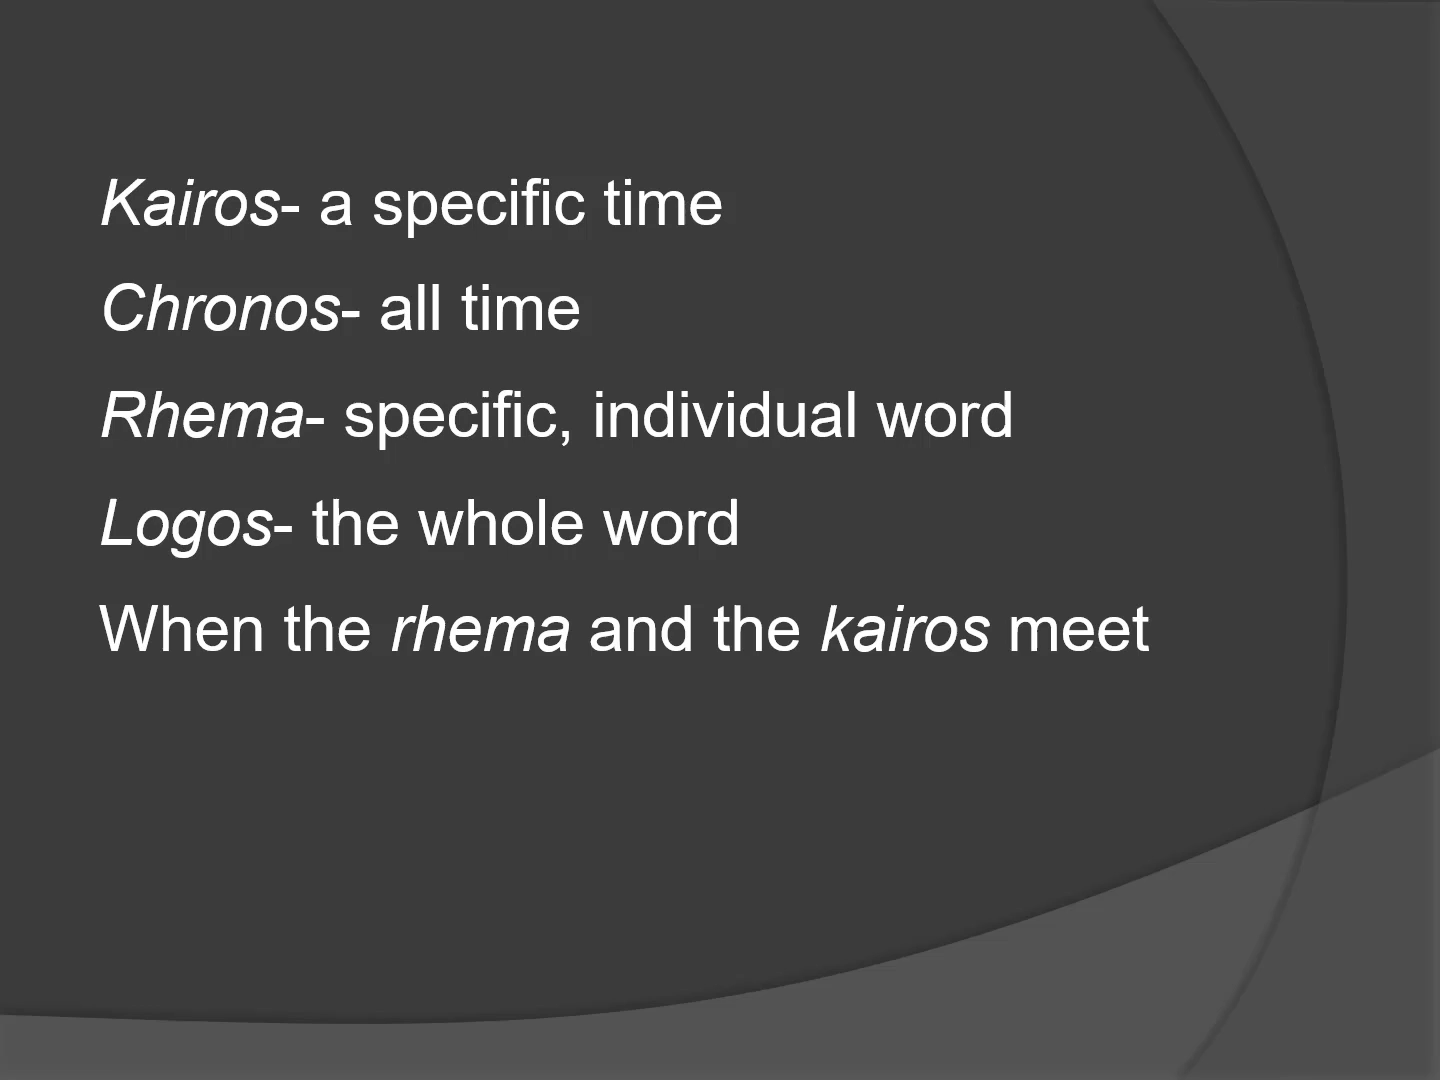 Kairos- a specific time
Chronos- all time
Rhema- specific, individual word
Logos- the whole word
When the rhema and the kairos meet